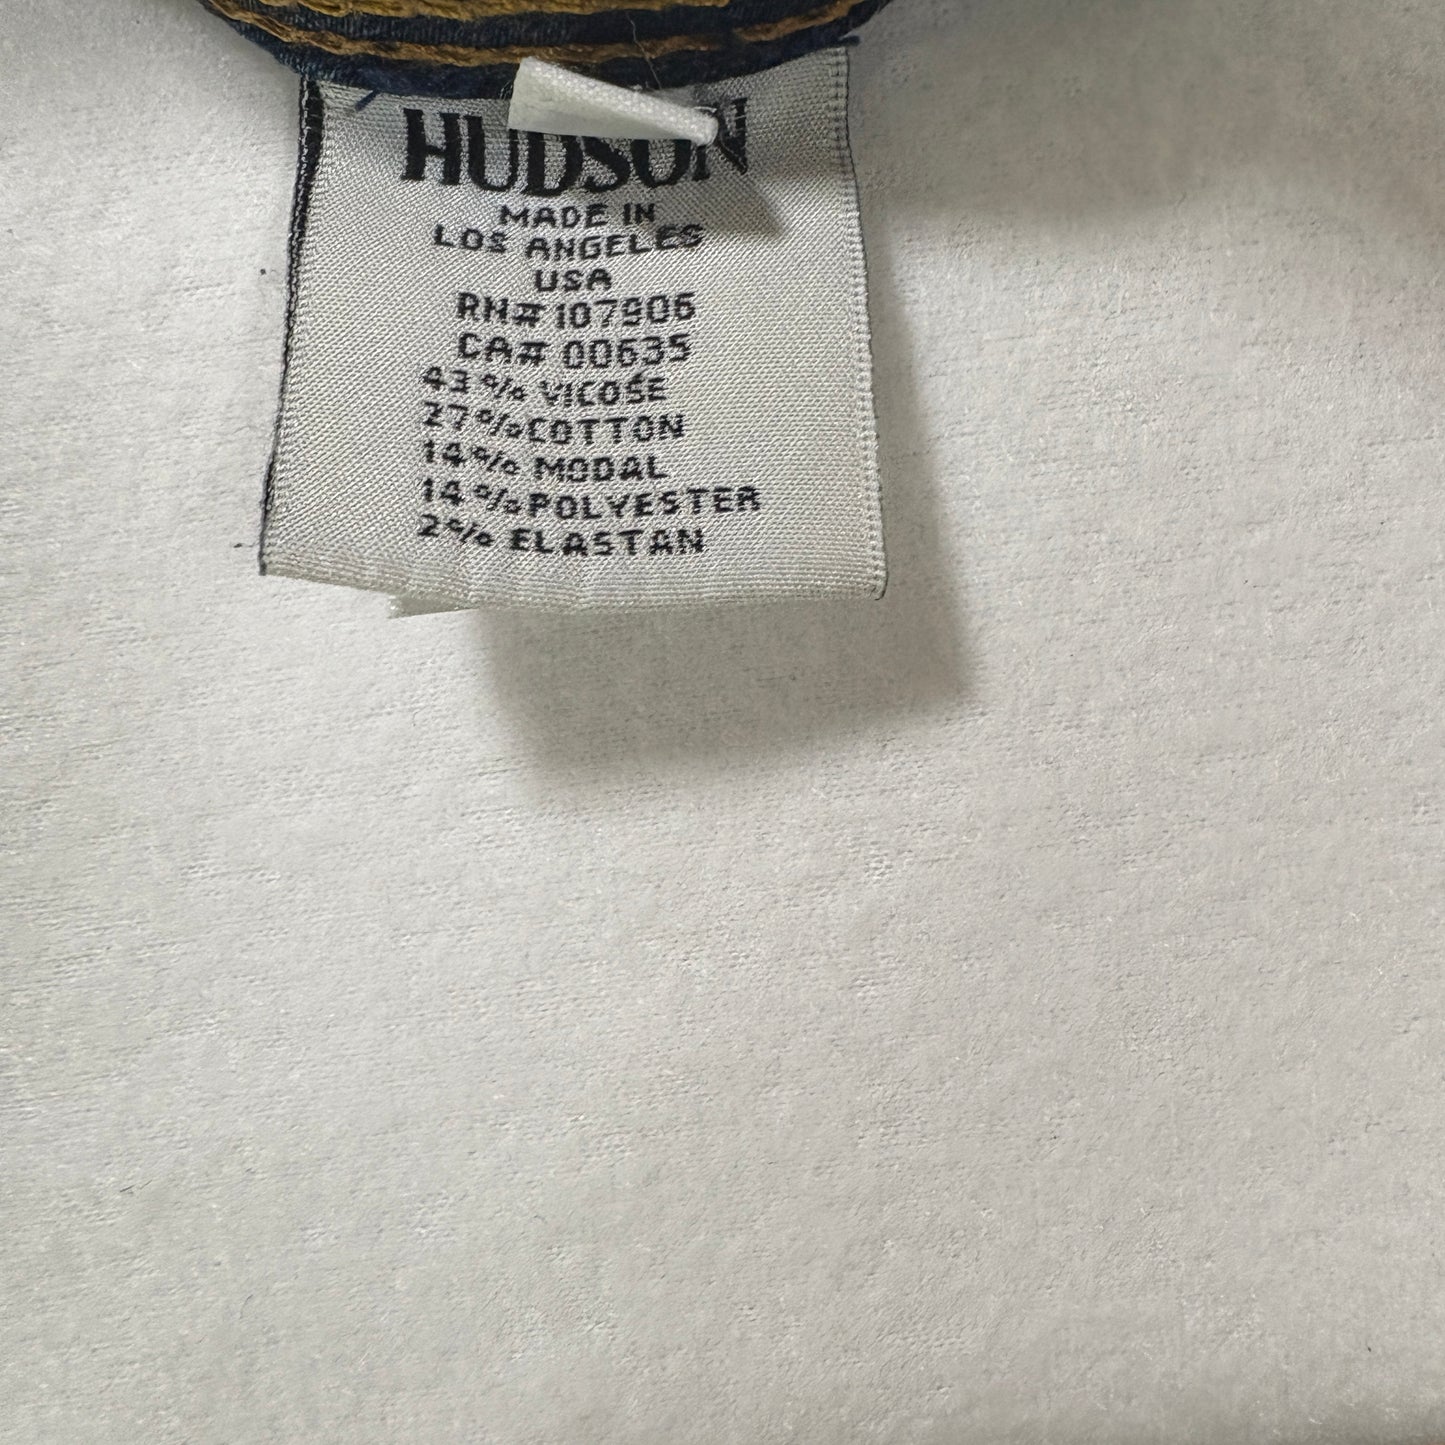 HUDSON
MADE IN
LOS ANGELES
USA
RN# 107906
CA# 00635
43% VICOSE
27% COTTON
14% MODAL
14% POLYESTER
2% ELASTAN